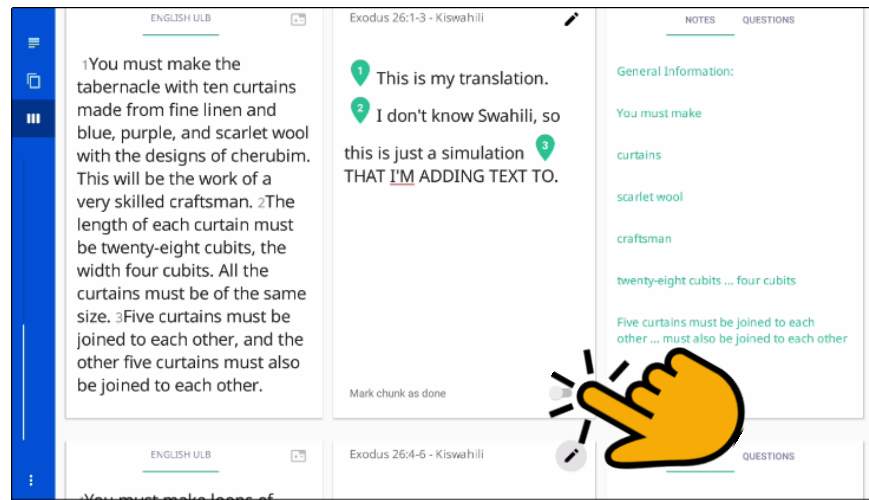 ENGLISH ULB
1You must make the
tabernacle with ten curtains
made from fine linen and
blue, purple, and scarlet wool
with the designs of cherubim.
This will be the work of a
very skilled craftsman. 2The
length of each curtain must
be twenty-eight cubits, the
width four cubits. All the
curtains must be of the same
size. 3Five curtains must be
joined to each other, and the
other five curtains must also
be joined to each other.
Exodus 26:1-3 - Kiswahili
1 This is my translation.
2 I don't know Swahili, so
this is just a simulation 3
THAT I'M ADDING TEXT TO.
Mark chunk as done
NOTES QUESTIONS
General Information:
You must make
curtains
scarlet wool
craftsman
twenty-eight cubits ... four cubits
Five curtains must be joined to each
other ... must also be joined to each other
ENGLISH ULB
4You must make loops of
Exodus 26:4-6 - Kiswahili
QUESTIONS